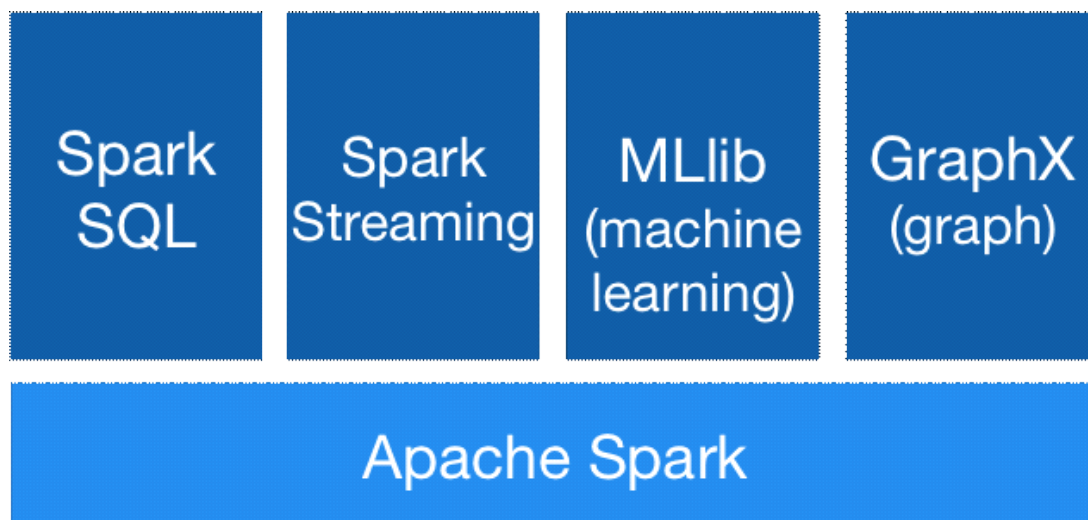 Spark
SQL
Spark
Streaming
MLlib
(machine
learning)
GraphX
(graph)
Apache Spark